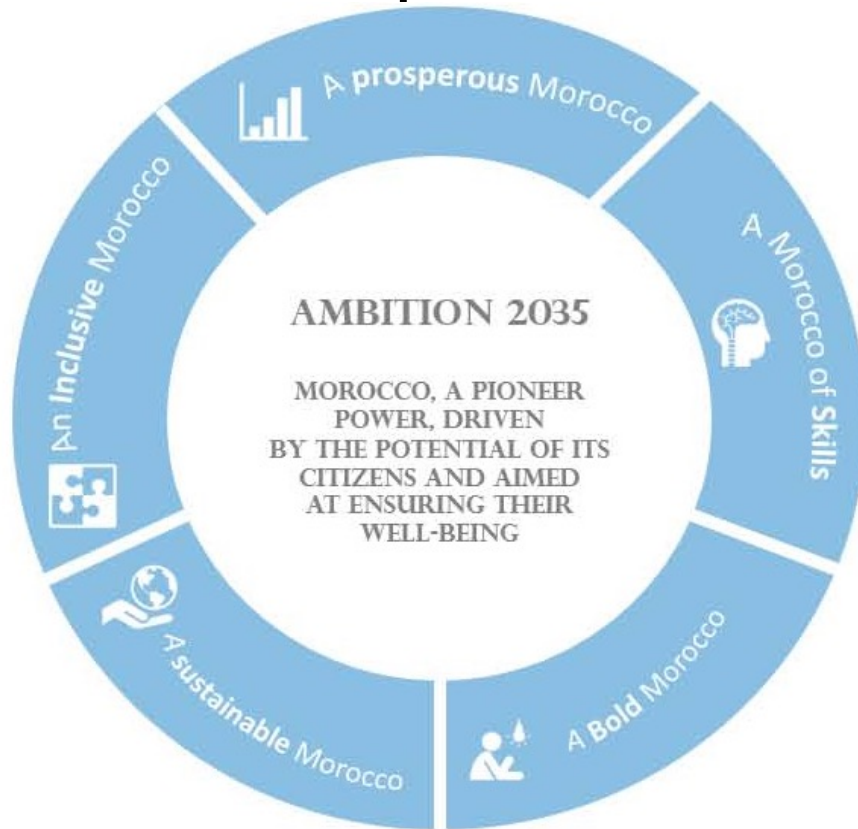 A prosperous Morocco
A Morocco of Skills
A Bold Morocco
A sustainable Morocco
An Inclusive Morocco
AMBITION 2035
MOROCCO, A PIONEER
POWER, DRIVEN
BY THE POTENTIAL OF ITS
CITIZENS AND AIMED
AT ENSURING THEIR
WELL-BEING